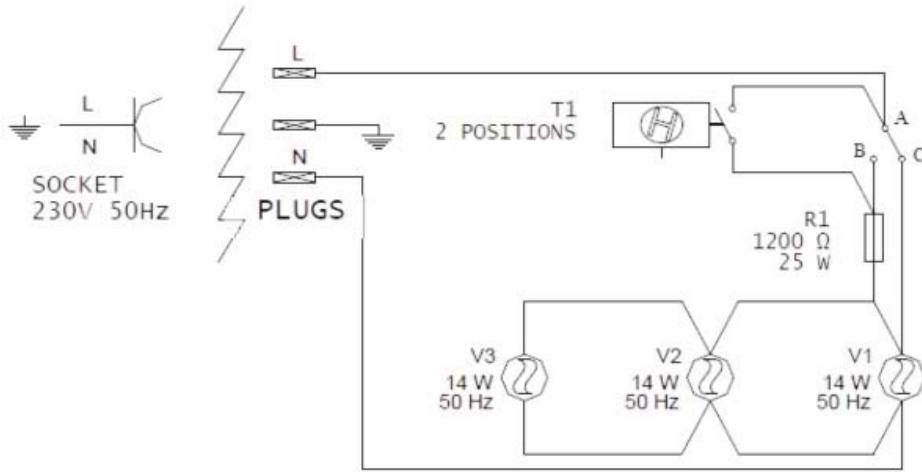 L
L
N
SOCKET
230V 50Hz
N
PLUGS
T1
2 POSITIONS
H
A
B
C
R1
1200 Ω
25 W
V3
14 W
50 Hz
V2
14 W
50 Hz
V1
14 W
50 Hz